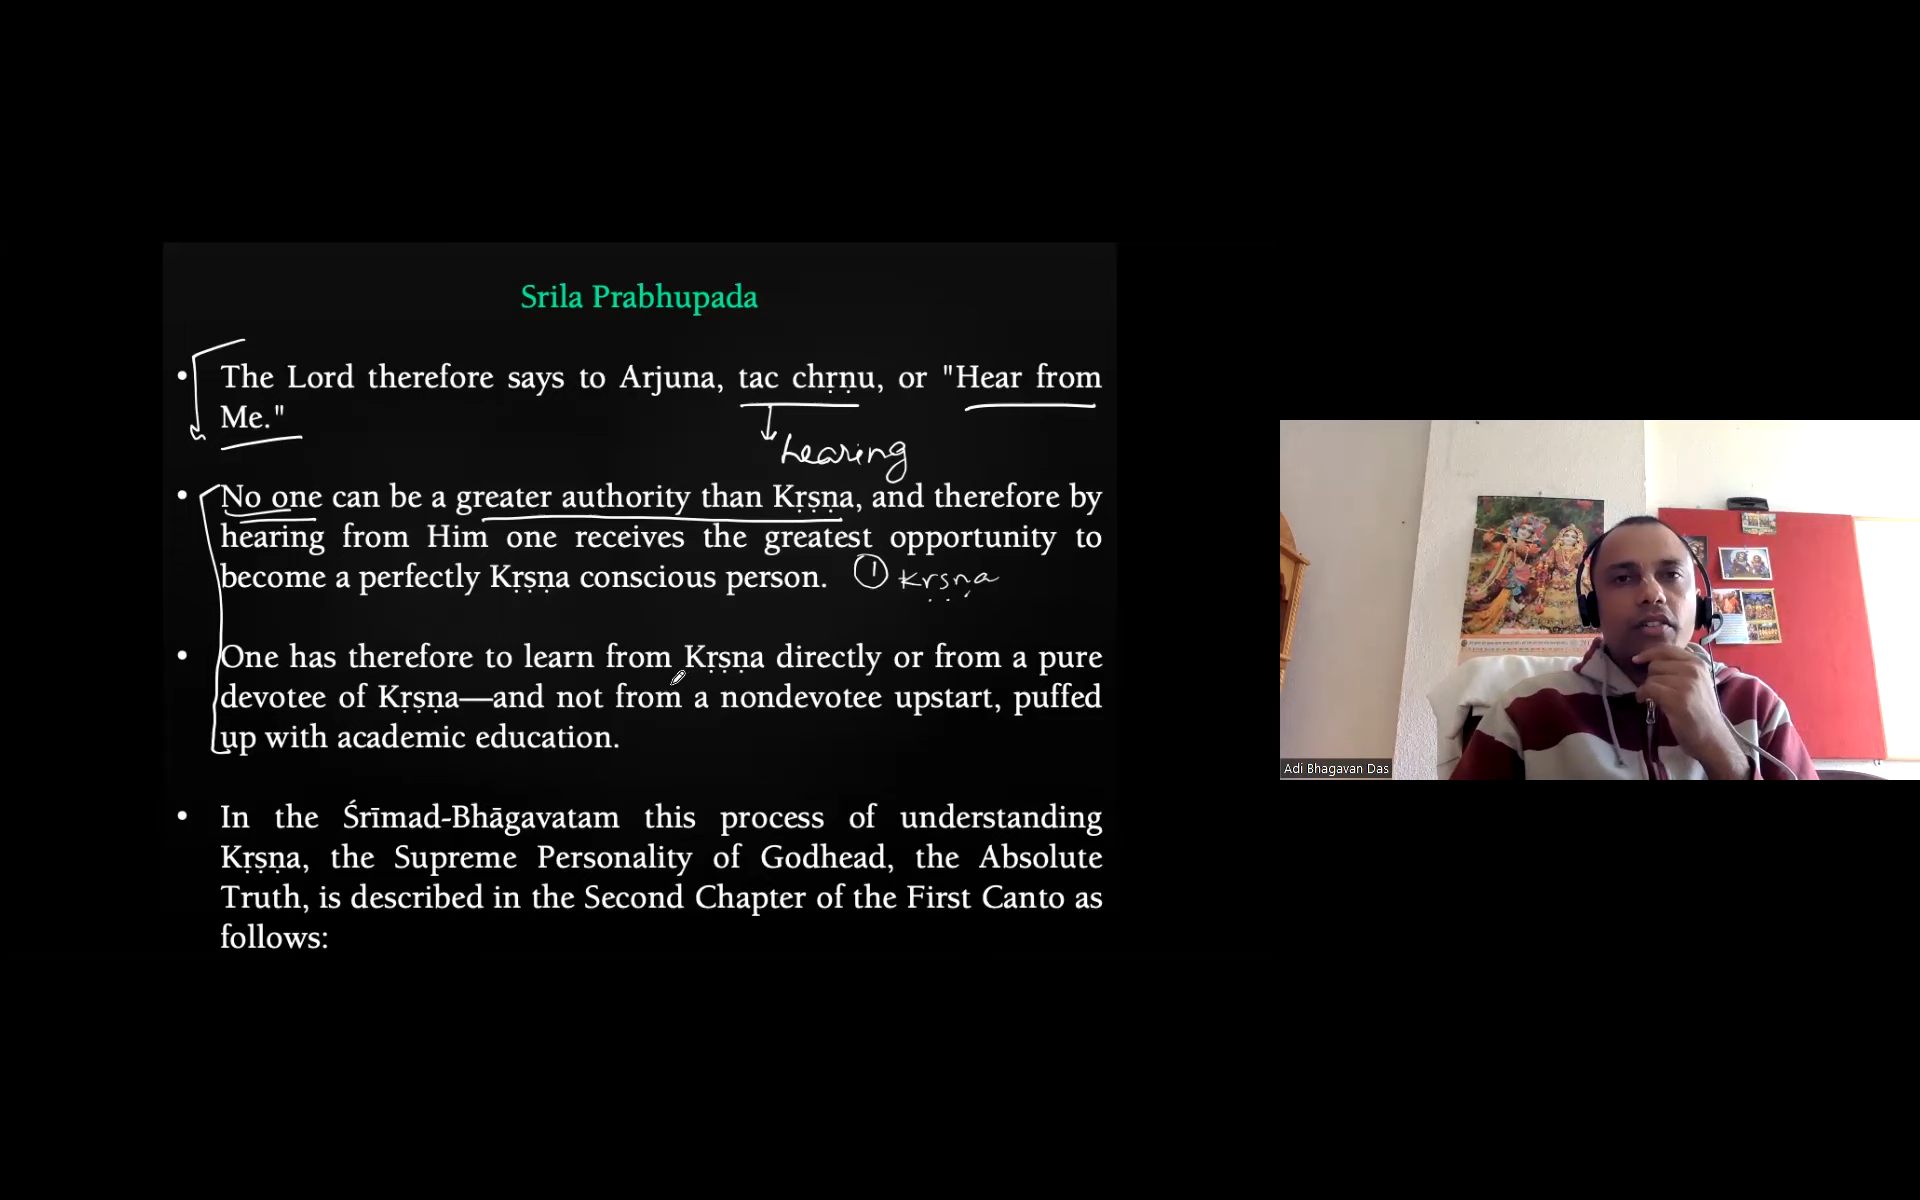 Srila Prabhupada
• The Lord therefore says to Arjuna, tac chṛṇu, or "Hear from
Me."
hearing
• No one can be a greater authority than Kṛṣṇa, and therefore by
hearing from Him one receives the greatest opportunity to
become a perfectly Kṛṣṇa conscious person.
① Kṛṣṇa
• One has therefore to learn from Kṛṣṇa directly or from a pure
devotee of Kṛṣṇa—and not from a nondevotee upstart, puffed
up with academic education.
• In the Śrīmad-Bhāgavatam this process of understanding
Kṛṣṇa, the Supreme Personality of Godhead, the Absolute
Truth, is described in the Second Chapter of the First Canto as
follows:
Adi Bhagavan Das